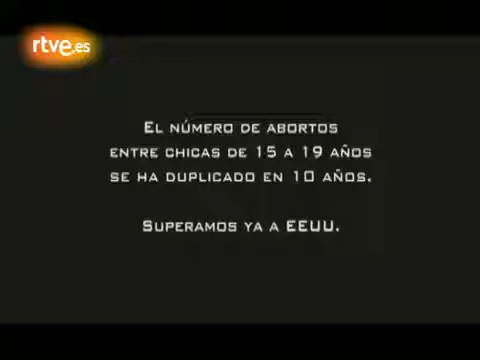 rtve.es
EL NÚMERO DE ABORTOS
ENTRE CHICAS DE 15 A 19 AÑOS
SE HA DUPLICADO EN 10 AÑOS.
SUPERAMOS YA A EEUU.